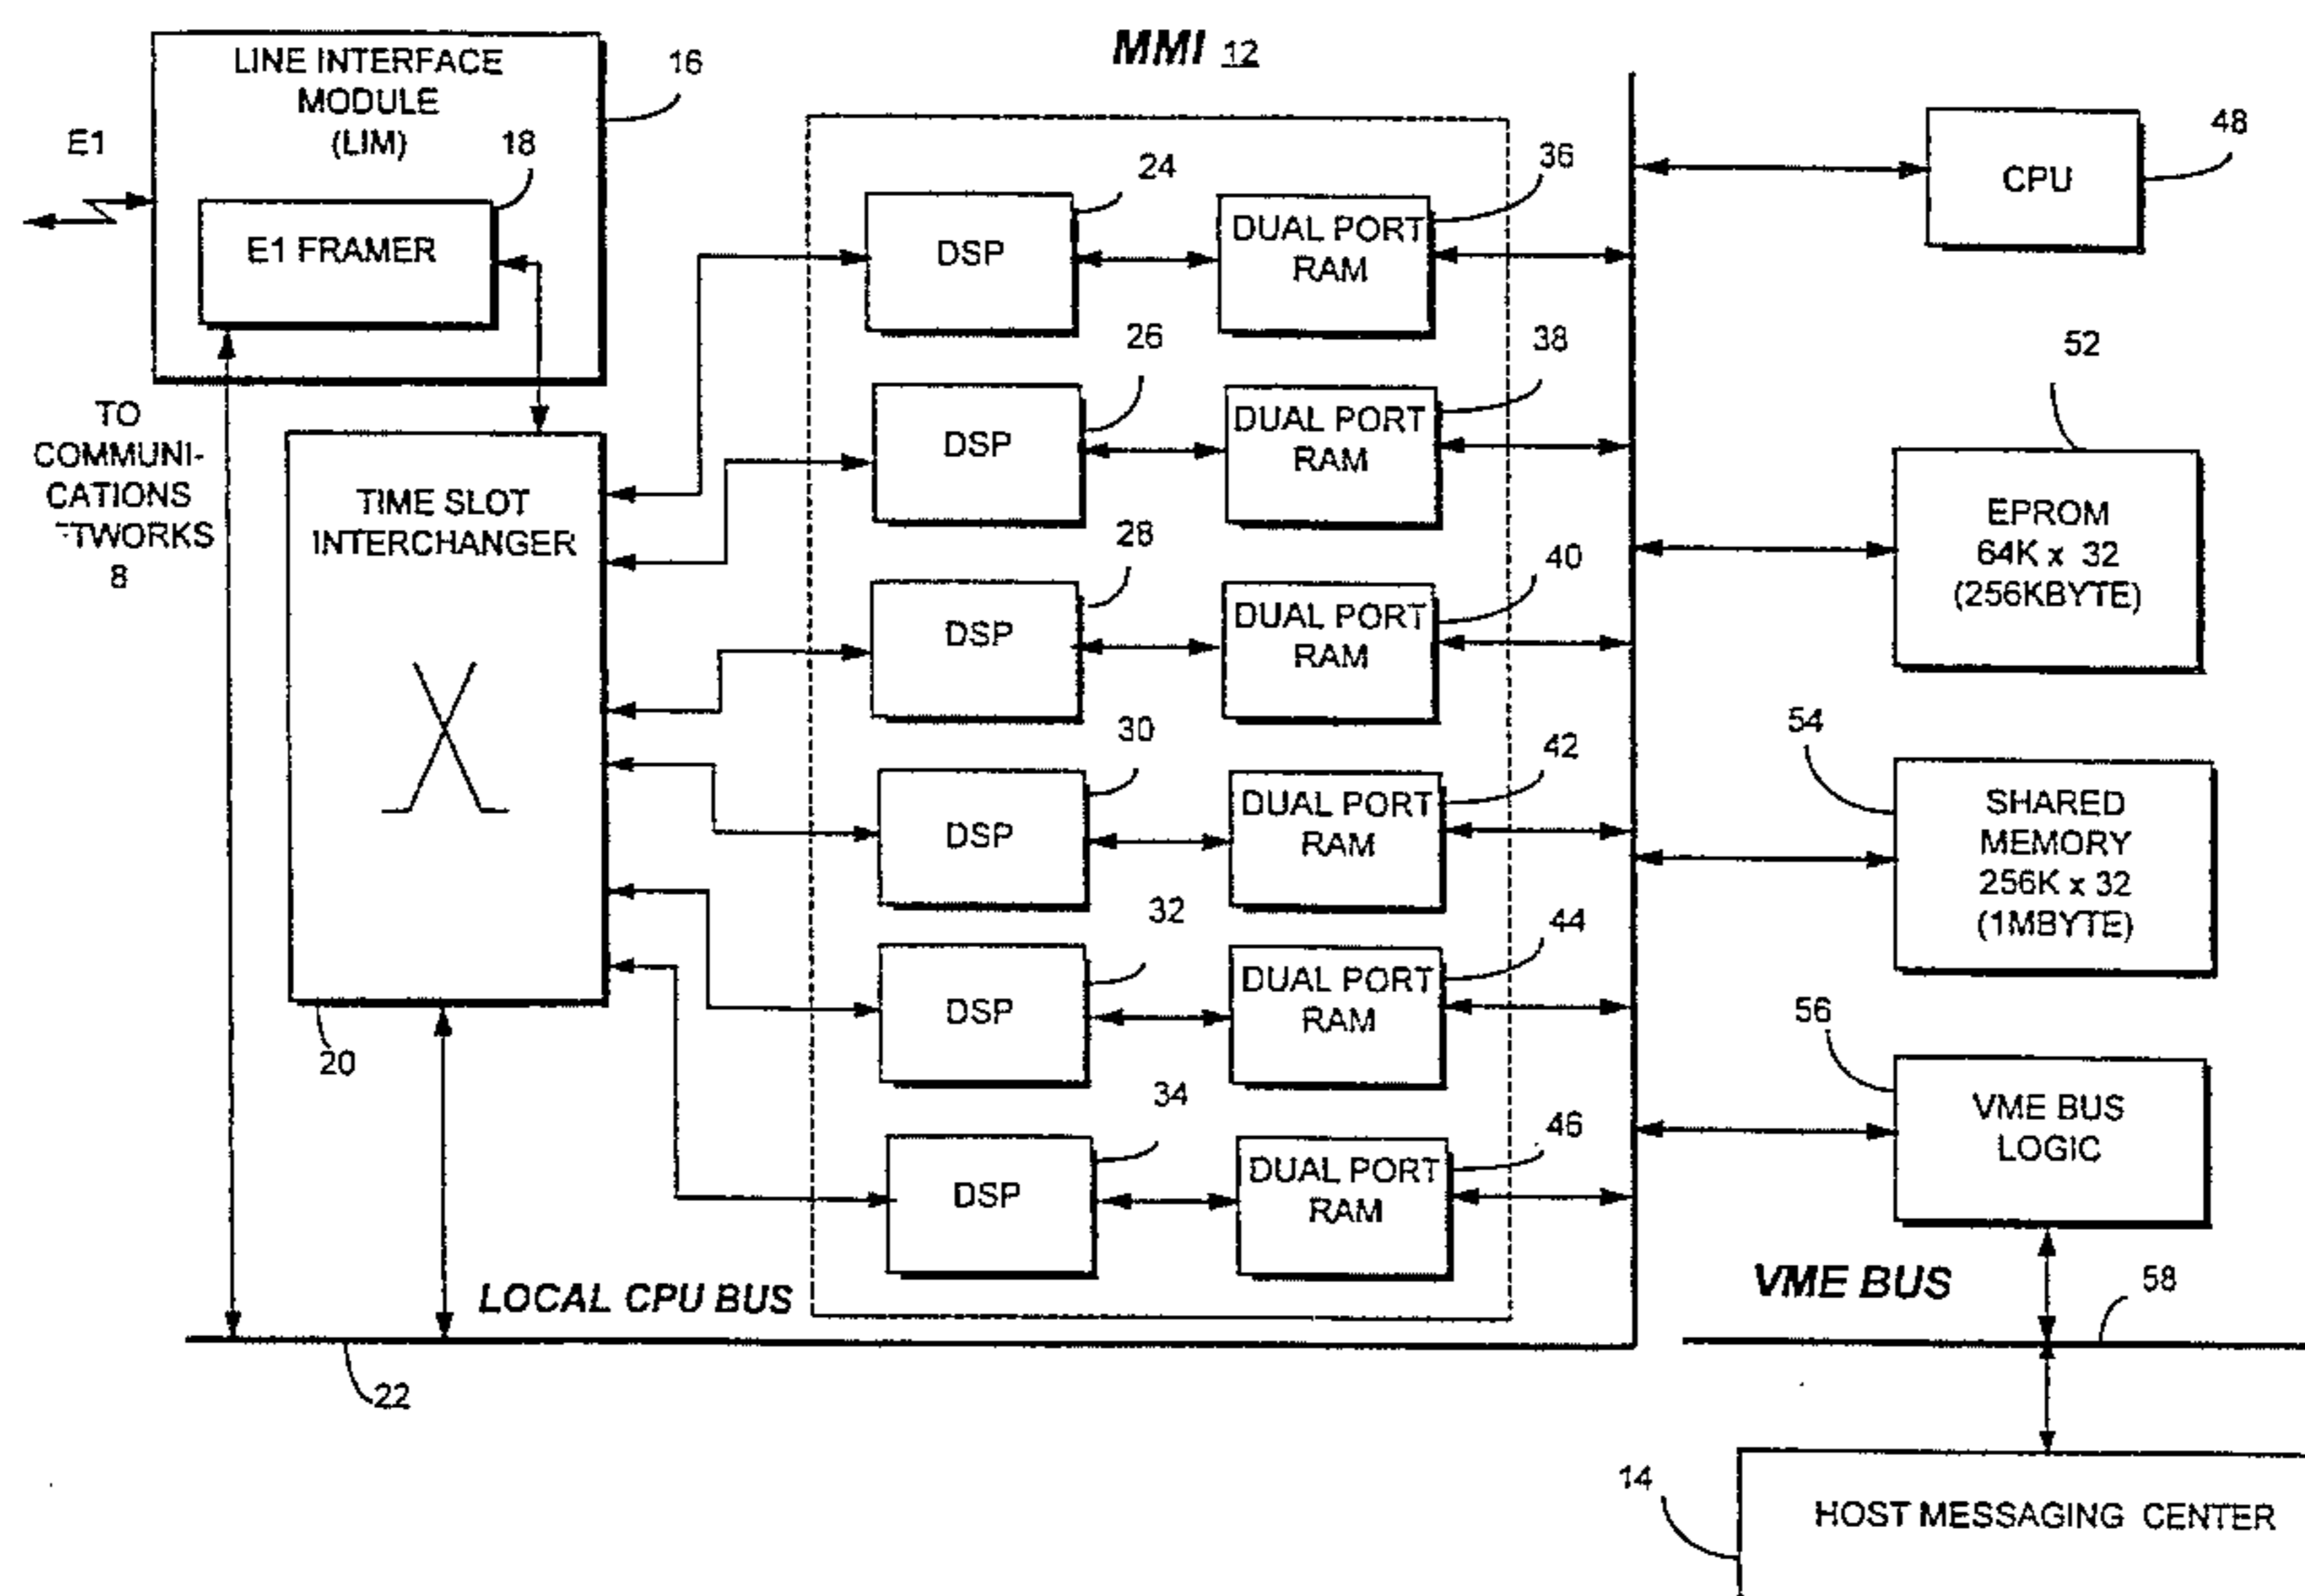 MMI 12
LINE INTERFACE
MODULE
(LIM)
16
18
E1
E1 FRAMER
TO
COMMUNI-
CATIONS
TWORKS
8
TIME SLOT
INTERCHANGER
20
22
LOCAL CPU BUS
24
DSP
36
DUAL PORT
RAM
26
DSP
38
DUAL PORT
RAM
28
DSP
40
DUAL PORT
RAM
30
DSP
42
DUAL PORT
RAM
32
DSP
44
DUAL PORT
RAM
34
DSP
46
DUAL PORT
RAM
48
CPU
52
EPROM
64K x 32
(256KBYTE)
54
SHARED
MEMORY
256K x 32
(1MBYTE)
56
VME BUS
LOGIC
VME BUS
58
14
HOST MESSAGING CENTER